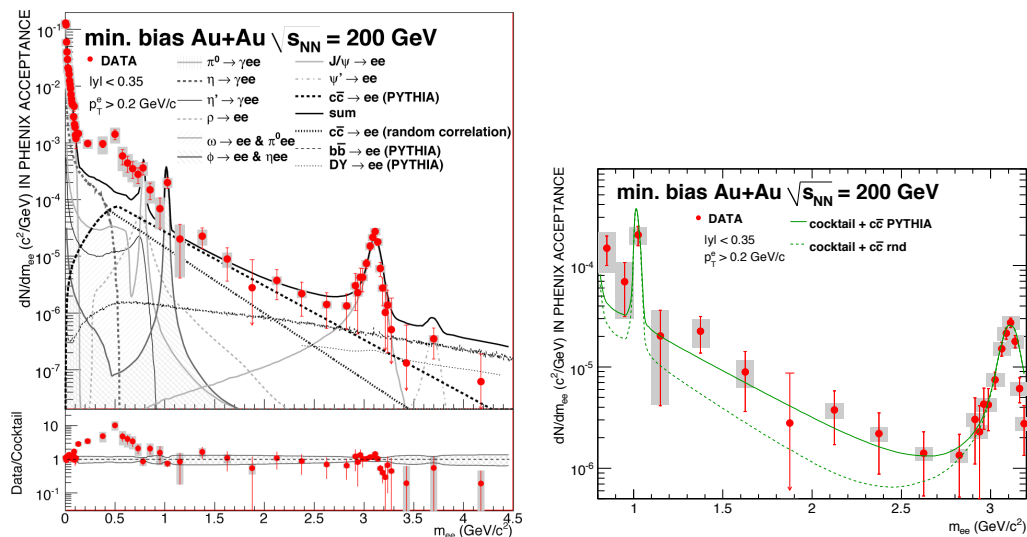 min. bias Au+Au √s_NN = 200 GeV
DATA
|y| < 0.35
p_T^e > 0.2 GeV/c
π⁰ → γee
η → γee
η' → γee
ρ → ee
ω → ee & π⁰ee
φ → ee & ηee
J/ψ → ee
ψ' → ee
cc̄ → ee (PYTHIA)
sum
cc̄ → ee (random correlation)
bb̄ → ee (PYTHIA)
DY → ee (PYTHIA)
dN/dm_ee (c²/GeV) IN PHENIX ACCEPTANCE
10⁻¹
10⁻²
10⁻³
10⁻⁴
10⁻⁵
10⁻⁶
10⁻⁷
Data/Cocktail
10
1
10⁻¹
0 0.5 1 1.5 2 2.5 3 3.5 4 4.5
m_ee (GeV/c²)
min. bias Au+Au √s_NN = 200 GeV
DATA
|y| < 0.35
p_T^e > 0.2 GeV/c
cocktail + cc̄ PYTHIA
cocktail + cc̄ rnd
dN/dm_ee (c²/GeV) IN PHENIX ACCEPTANCE
10⁻⁴
10⁻⁵
10⁻⁶
1 1.5 2 2.5 3
m_ee (GeV/c²)